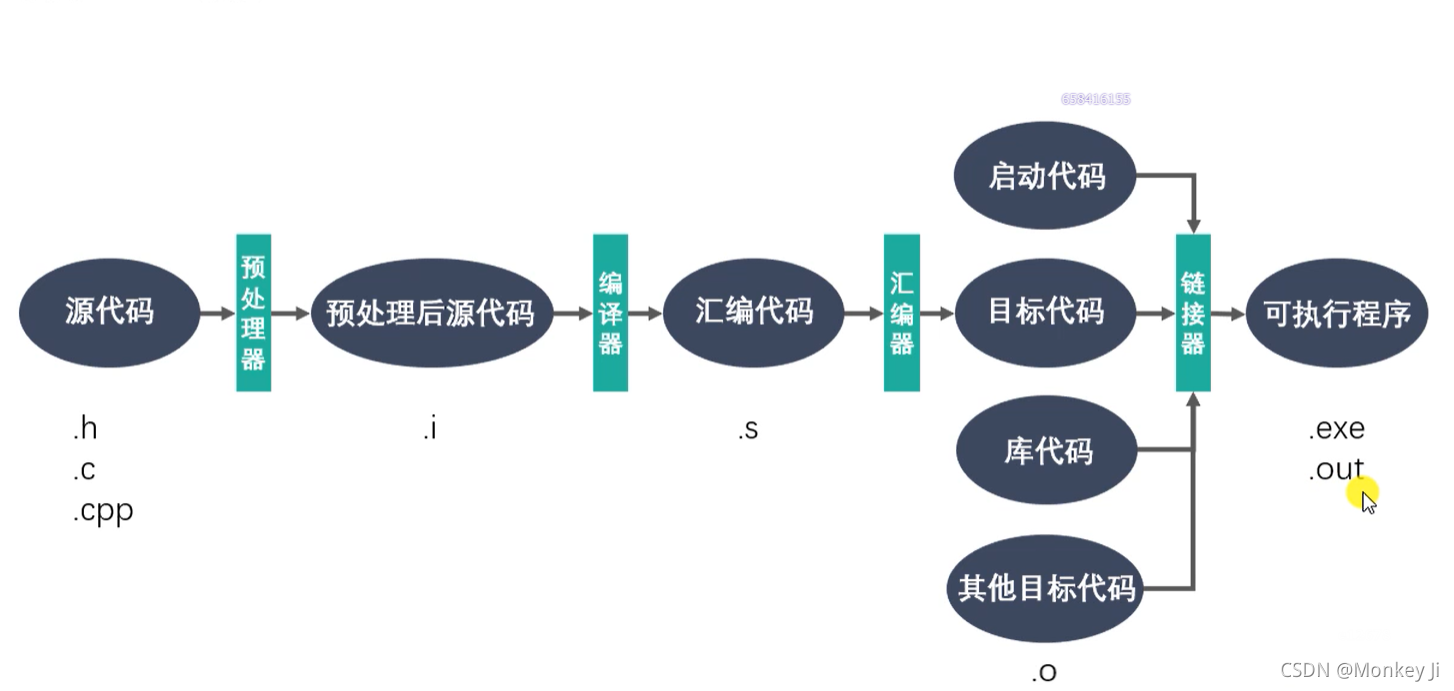 658416155
启动代码
源代码
预处理器
预处理后源代码
编译器
汇编代码
汇编器
目标代码
链接器
可执行程序
.h
.c
.cpp
.i
.s
库代码
.exe
.out
其他目标代码
.o
CSDN @Monkey Ji